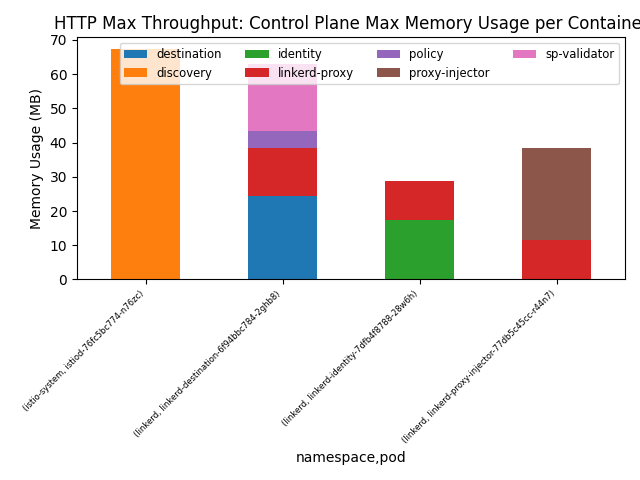 HTTP Max Throughput: Control Plane Max Memory Usage per Containe
destination
identity
policy
sp-validator
discovery
linkerd-proxy
proxy-injector
Memory Usage (MB)
70
60
50
40
30
20
10
0
(istio-system, istiod-76fc5bc774-n76zc)
(linkerd, linkerd-destination-6f94bbc784-2ghb8)
(linkerd, linkerd-identity-7dfb4f8788-28w6h)
(linkerd, linkerd-proxy-injector-77db5c45cc-r44n7)
namespace,pod